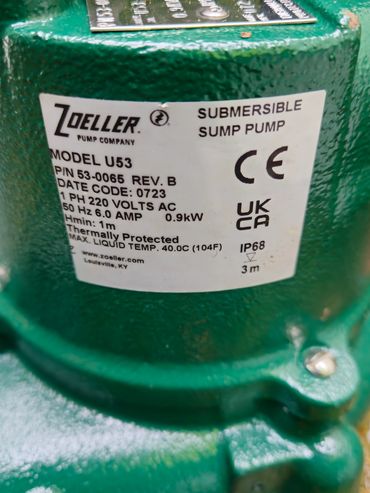 ZOELLER
PUMP COMPANY
SUBMERSIBLE
SUMP PUMP
MODEL U53
P/N 53-0065 REV. B
DATE CODE: 0723
1 PH 220 VOLTS AC
50 Hz 6.0 AMP 0.9kW
Hmin: 1m
Thermally Protected
MAX. LIQUID TEMP. 40.0C (104F)
www.zoeller.com
Louisville, KY
CE
UK
CA
IP68
3 m